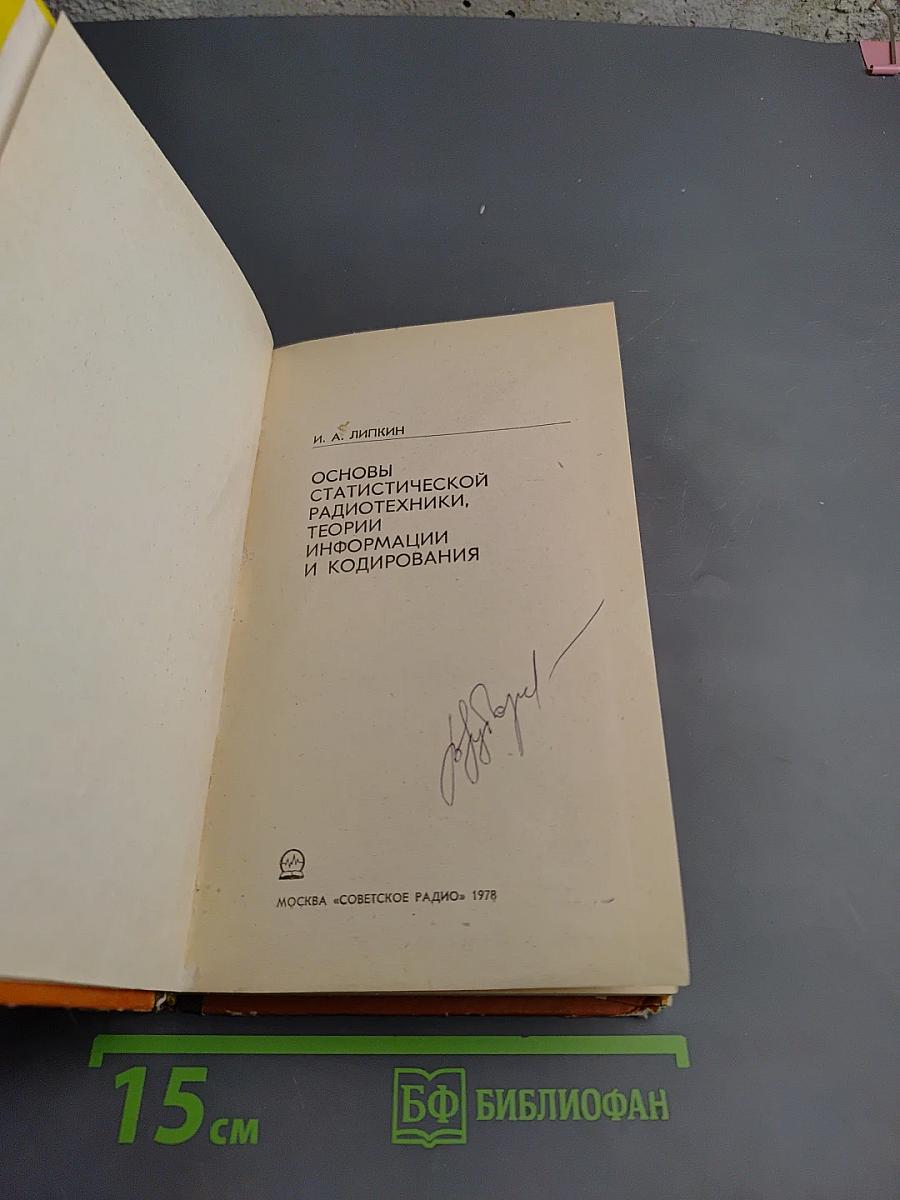 И. А. ЛИПКИН
ОСНОВЫ
СТАТИСТИЧЕСКОЙ
РАДИОТЕХНИКИ,
ТЕОРИИ
ИНФОРМАЦИИ
И КОДИРОВАНИЯ
МОСКВА «СОВЕТСКОЕ РАДИО» 1978
15 см
БФ БИБЛИОФАН